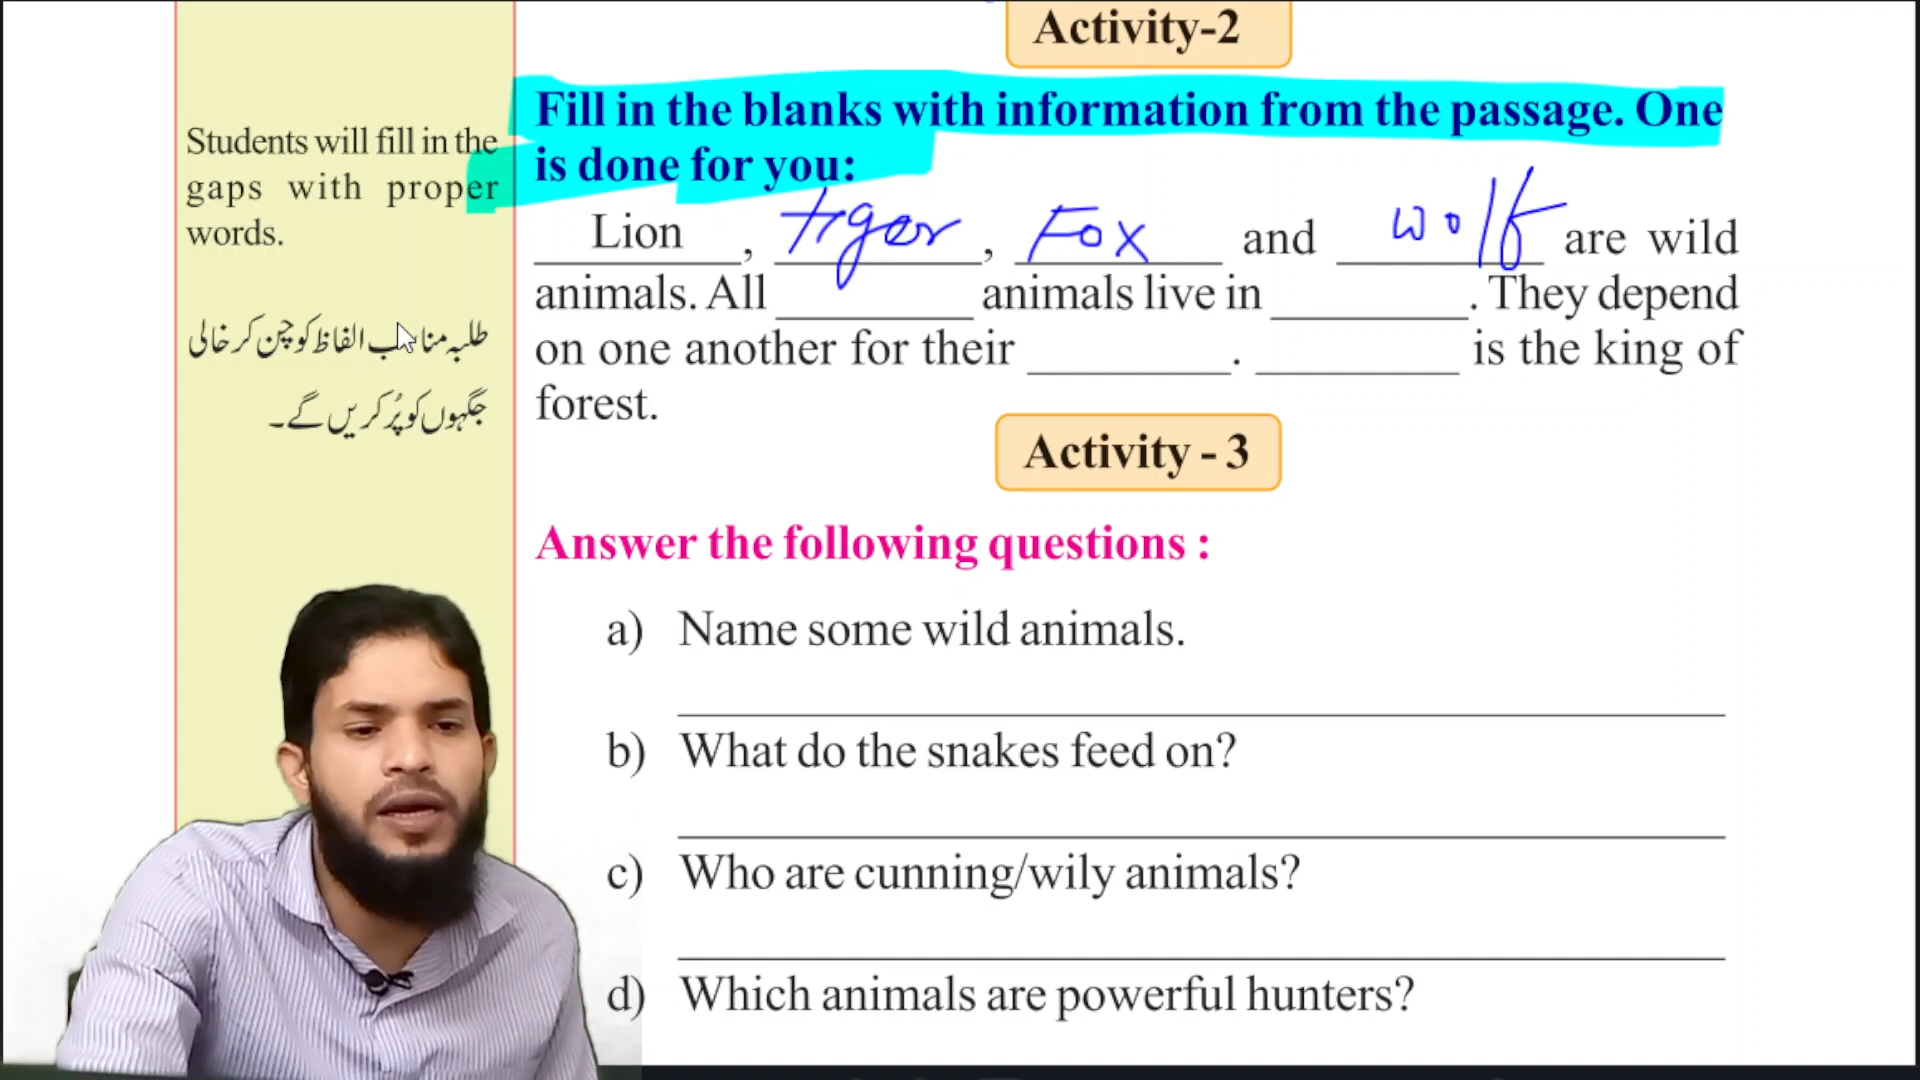 Activity-2
Fill in the blanks with information from the passage. One
is done for you:
Students will fill in the
gaps with proper
words.
طلبہ مناسب الفاظ کو چن کر خالی
جگہوں کو پُر کریں گے۔
Lion, tiger, Fox and wolf are wild
animals. All __________ animals live in __________. They depend
on one another for their __________. __________ is the king of
forest.
Activity - 3
Answer the following questions :
a) Name some wild animals.
b) What do the snakes feed on?
c) Who are cunning/wily animals?
d) Which animals are powerful hunters?